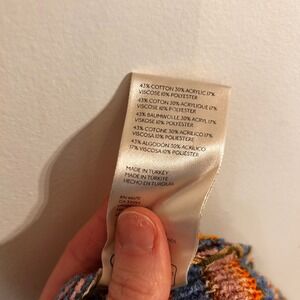 43% COTTON 30% ACRYLIC 17%
VISCOSE 10% POLYESTER
43% COTON 30% ACRYLIQUE 17%
VISCOSE 10% POLYESTER
43% BAUMWOLLE 30% ACRYL 17%
VISKOSE 10% POLYESTER
43% COTONE 30% ACRILICO 17%
VISCOSA 10% POLIESTERE
43% ALGODÓN 30% ACRÍLICO
17% VISCOSA 10% POLIÉSTER
MADE IN TURKEY
MADE IN TURKIYE
HECHO EN TURQUÍA